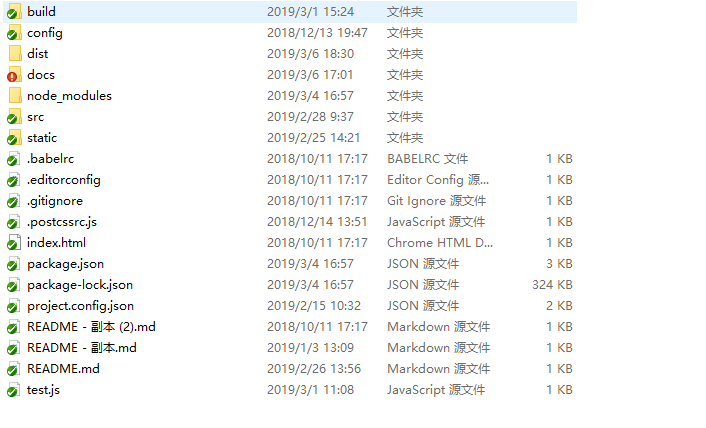 build 2019/3/1 15:24 文件夹
config 2018/12/13 19:47 文件夹
dist 2019/3/6 18:30 文件夹
docs 2019/3/6 17:01 文件夹
node_modules 2019/3/4 16:57 文件夹
src 2019/2/28 9:37 文件夹
static 2019/2/25 14:21 文件夹
.babelrc 2018/10/11 17:17 BABELRC 文件 1 KB
.editorconfig 2018/10/11 17:17 Editor Config 源... 1 KB
.gitignore 2018/10/11 17:17 Git Ignore 源文件 1 KB
.postcssrc.js 2018/12/14 13:51 JavaScript 源文件 1 KB
index.html 2018/10/11 17:17 Chrome HTML D... 1 KB
package.json 2019/3/4 16:57 JSON 源文件 3 KB
package-lock.json 2019/3/4 16:57 JSON 源文件 324 KB
project.config.json 2019/2/15 10:32 JSON 源文件 2 KB
README - 副本 (2).md 2018/10/11 17:17 Markdown 源文件 1 KB
README - 副本.md 2019/1/3 13:09 Markdown 源文件 1 KB
README.md 2019/2/26 13:56 Markdown 源文件 1 KB
test.js 2019/3/1 11:08 JavaScript 源文件 1 KB